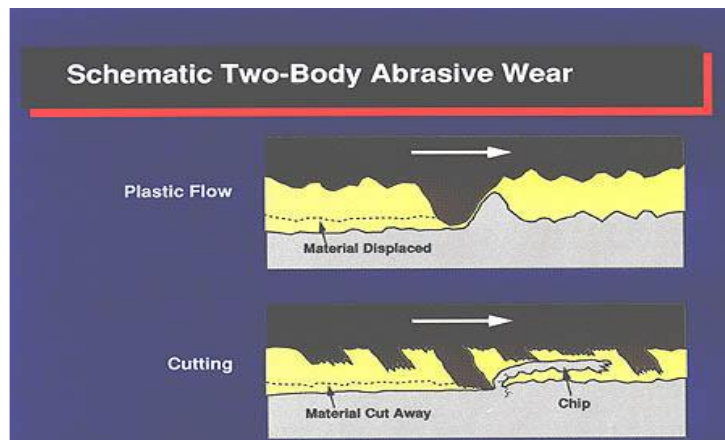 Schematic Two-Body Abrasive Wear
Plastic Flow
Material Displaced
Cutting
Material Cut Away
Chip